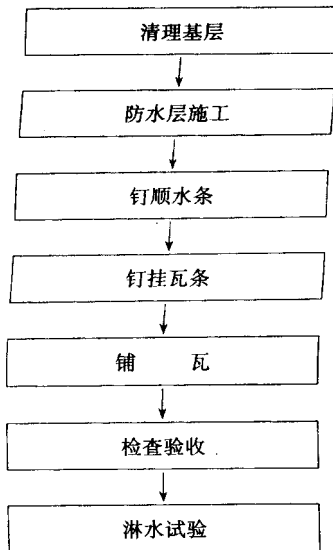 清理基层
防水层施工
钉顺水条
钉挂瓦条
铺 瓦
检查验收
淋水试验